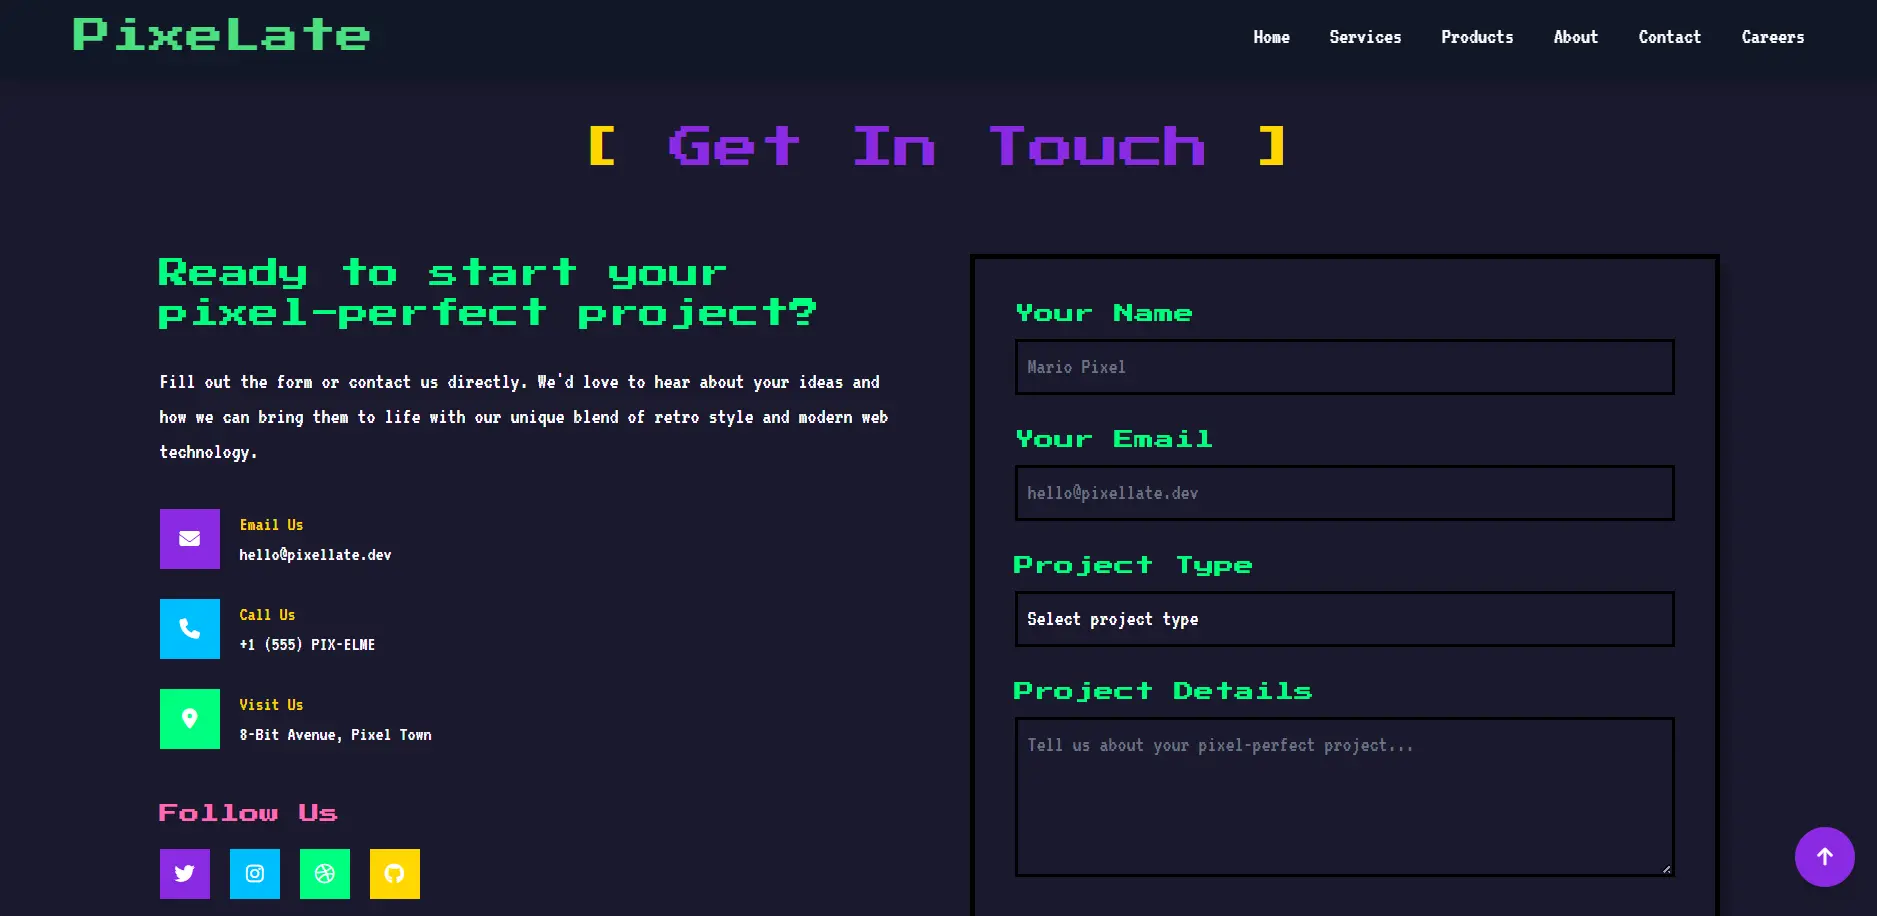 PixeLate
Home Services Products About Contact Careers
[ Get In Touch ]
Ready to start your
pixel-perfect project?
Fill out the form or contact us directly. We'd love to hear about your ideas and
how we can bring them to life with our unique blend of retro style and modern web
technology.
Email Us
hello@pixellate.dev
Call Us
+1 (555) PIX-ELME
Visit Us
8-Bit Avenue, Pixel Town
Follow Us
Your Name
Mario Pixel
Your Email
hello@pixellate.dev
Project Type
Select project type
Project Details
Tell us about your pixel-perfect project...